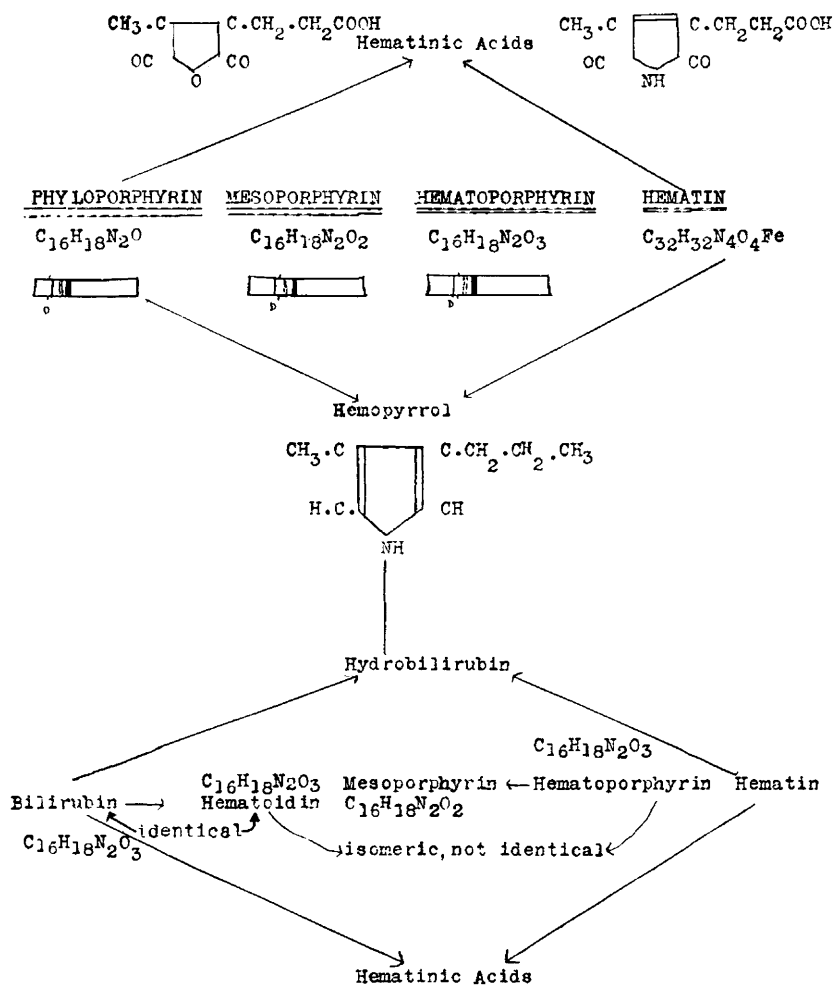 CH3.C C.CH2.CH2COOH
CH3.C C.CH2CH2COOH
Hematinic Acids
OC CO
O
OC CO
NH
PHYLOPORPHYRIN MESOPORPHYRIN HEMATOPORPHYRIN HEMATIN
C16H18N2O C16H18N2O2 C16H18N2O3 C32H32N4O4Fe
D D D
Hemopyrrol
CH3.C C.CH2.CH2.CH3
H.C. CH
NH
Hydrobilirubin
C16H18N2O3
C16H18N2O3 Mesoporphyrin Hematoporphyrin Hematin
Bilirubin Hematoidin C16H18N2O2
identical
C16H18N2O3
isomeric, not identical
Hematinic Acids